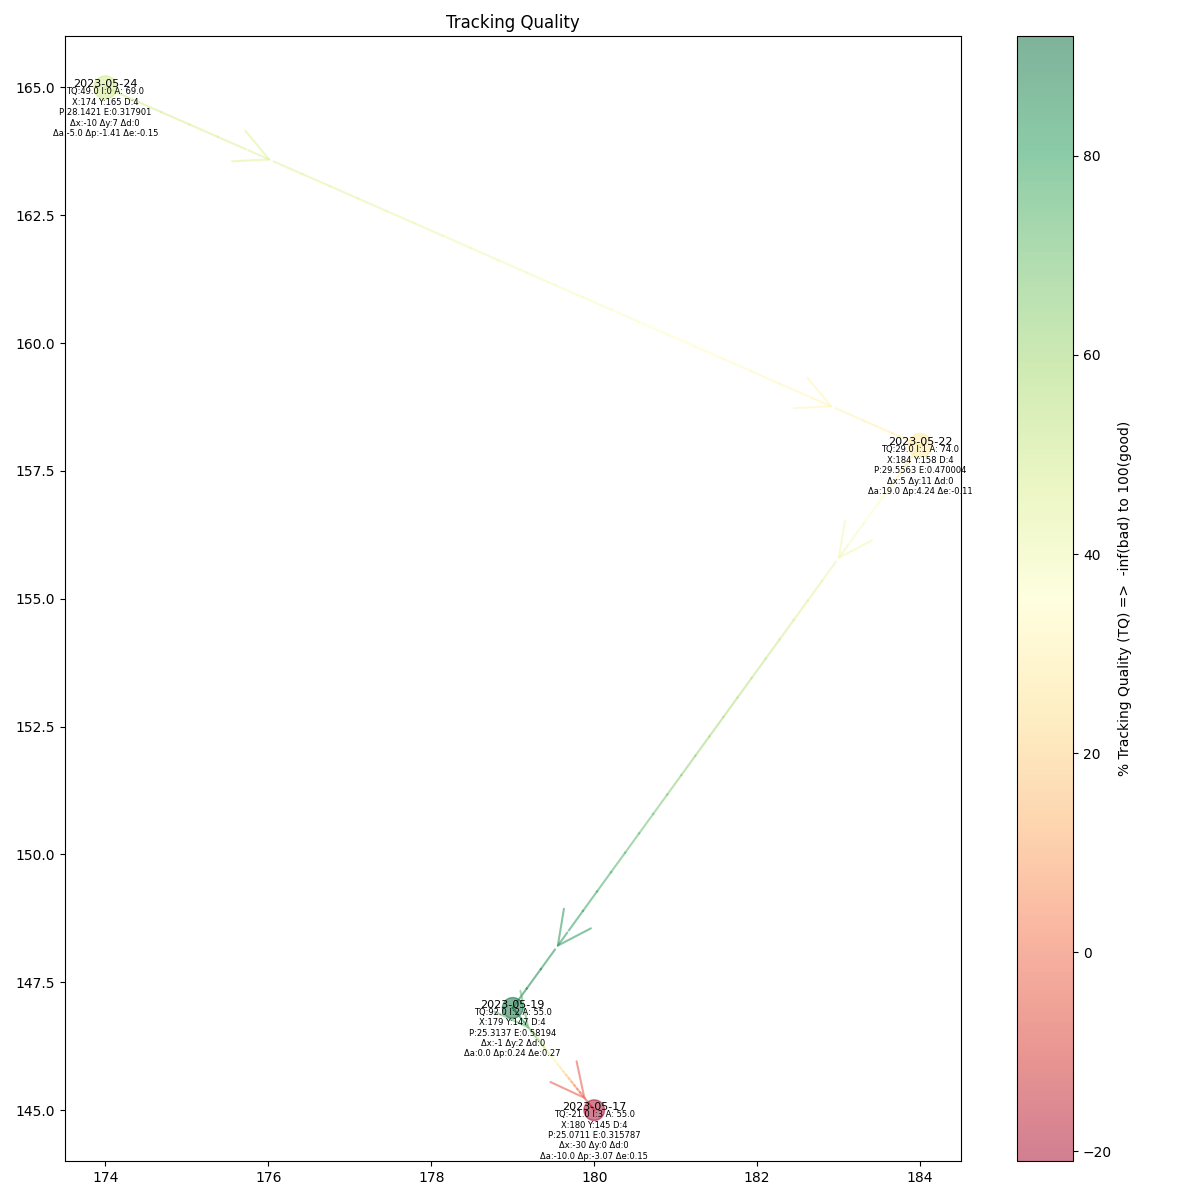 Tracking Quality
165.0
162.5
160.0
157.5
155.0
152.5
150.0
147.5
145.0
2023-05-24
TQ:49.0 I:0 A: 69.0
X:174 Y:165 D:4
P:28.1421 E:0.317901
Δx:-10 Δy:7 Δd:0
Δa:-5.0 Δp:-1.41 Δe:-0.15
2023-05-22
TQ:29.0 I:1 A: 74.0
X:184 Y:158 D:4
P:29.5563 E:0.470004
Δx:5 Δy:11 Δd:0
Δa:19.0 Δp:4.24 Δe:-0.11
2023-05-19
TQ:92.0 I:2 A: 55.0
X:179 Y:147 D:4
P:25.3137 E:0.58194
Δx:-1 Δy:2 Δd:0
Δa:0.0 Δp:0.24 Δe:0.27
2023-05-17
TQ:-21.0 I:3 A: 55.0
X:180 Y:145 D:4
P:25.0711 E:0.315787
Δx:-30 Δy:0 Δd:0
Δa:-10.0 Δp:-3.07 Δe:0.15
174 176 178 180 182 184
80
60
40
20
0
−20
% Tracking Quality (TQ) => -inf(bad) to 100(good)